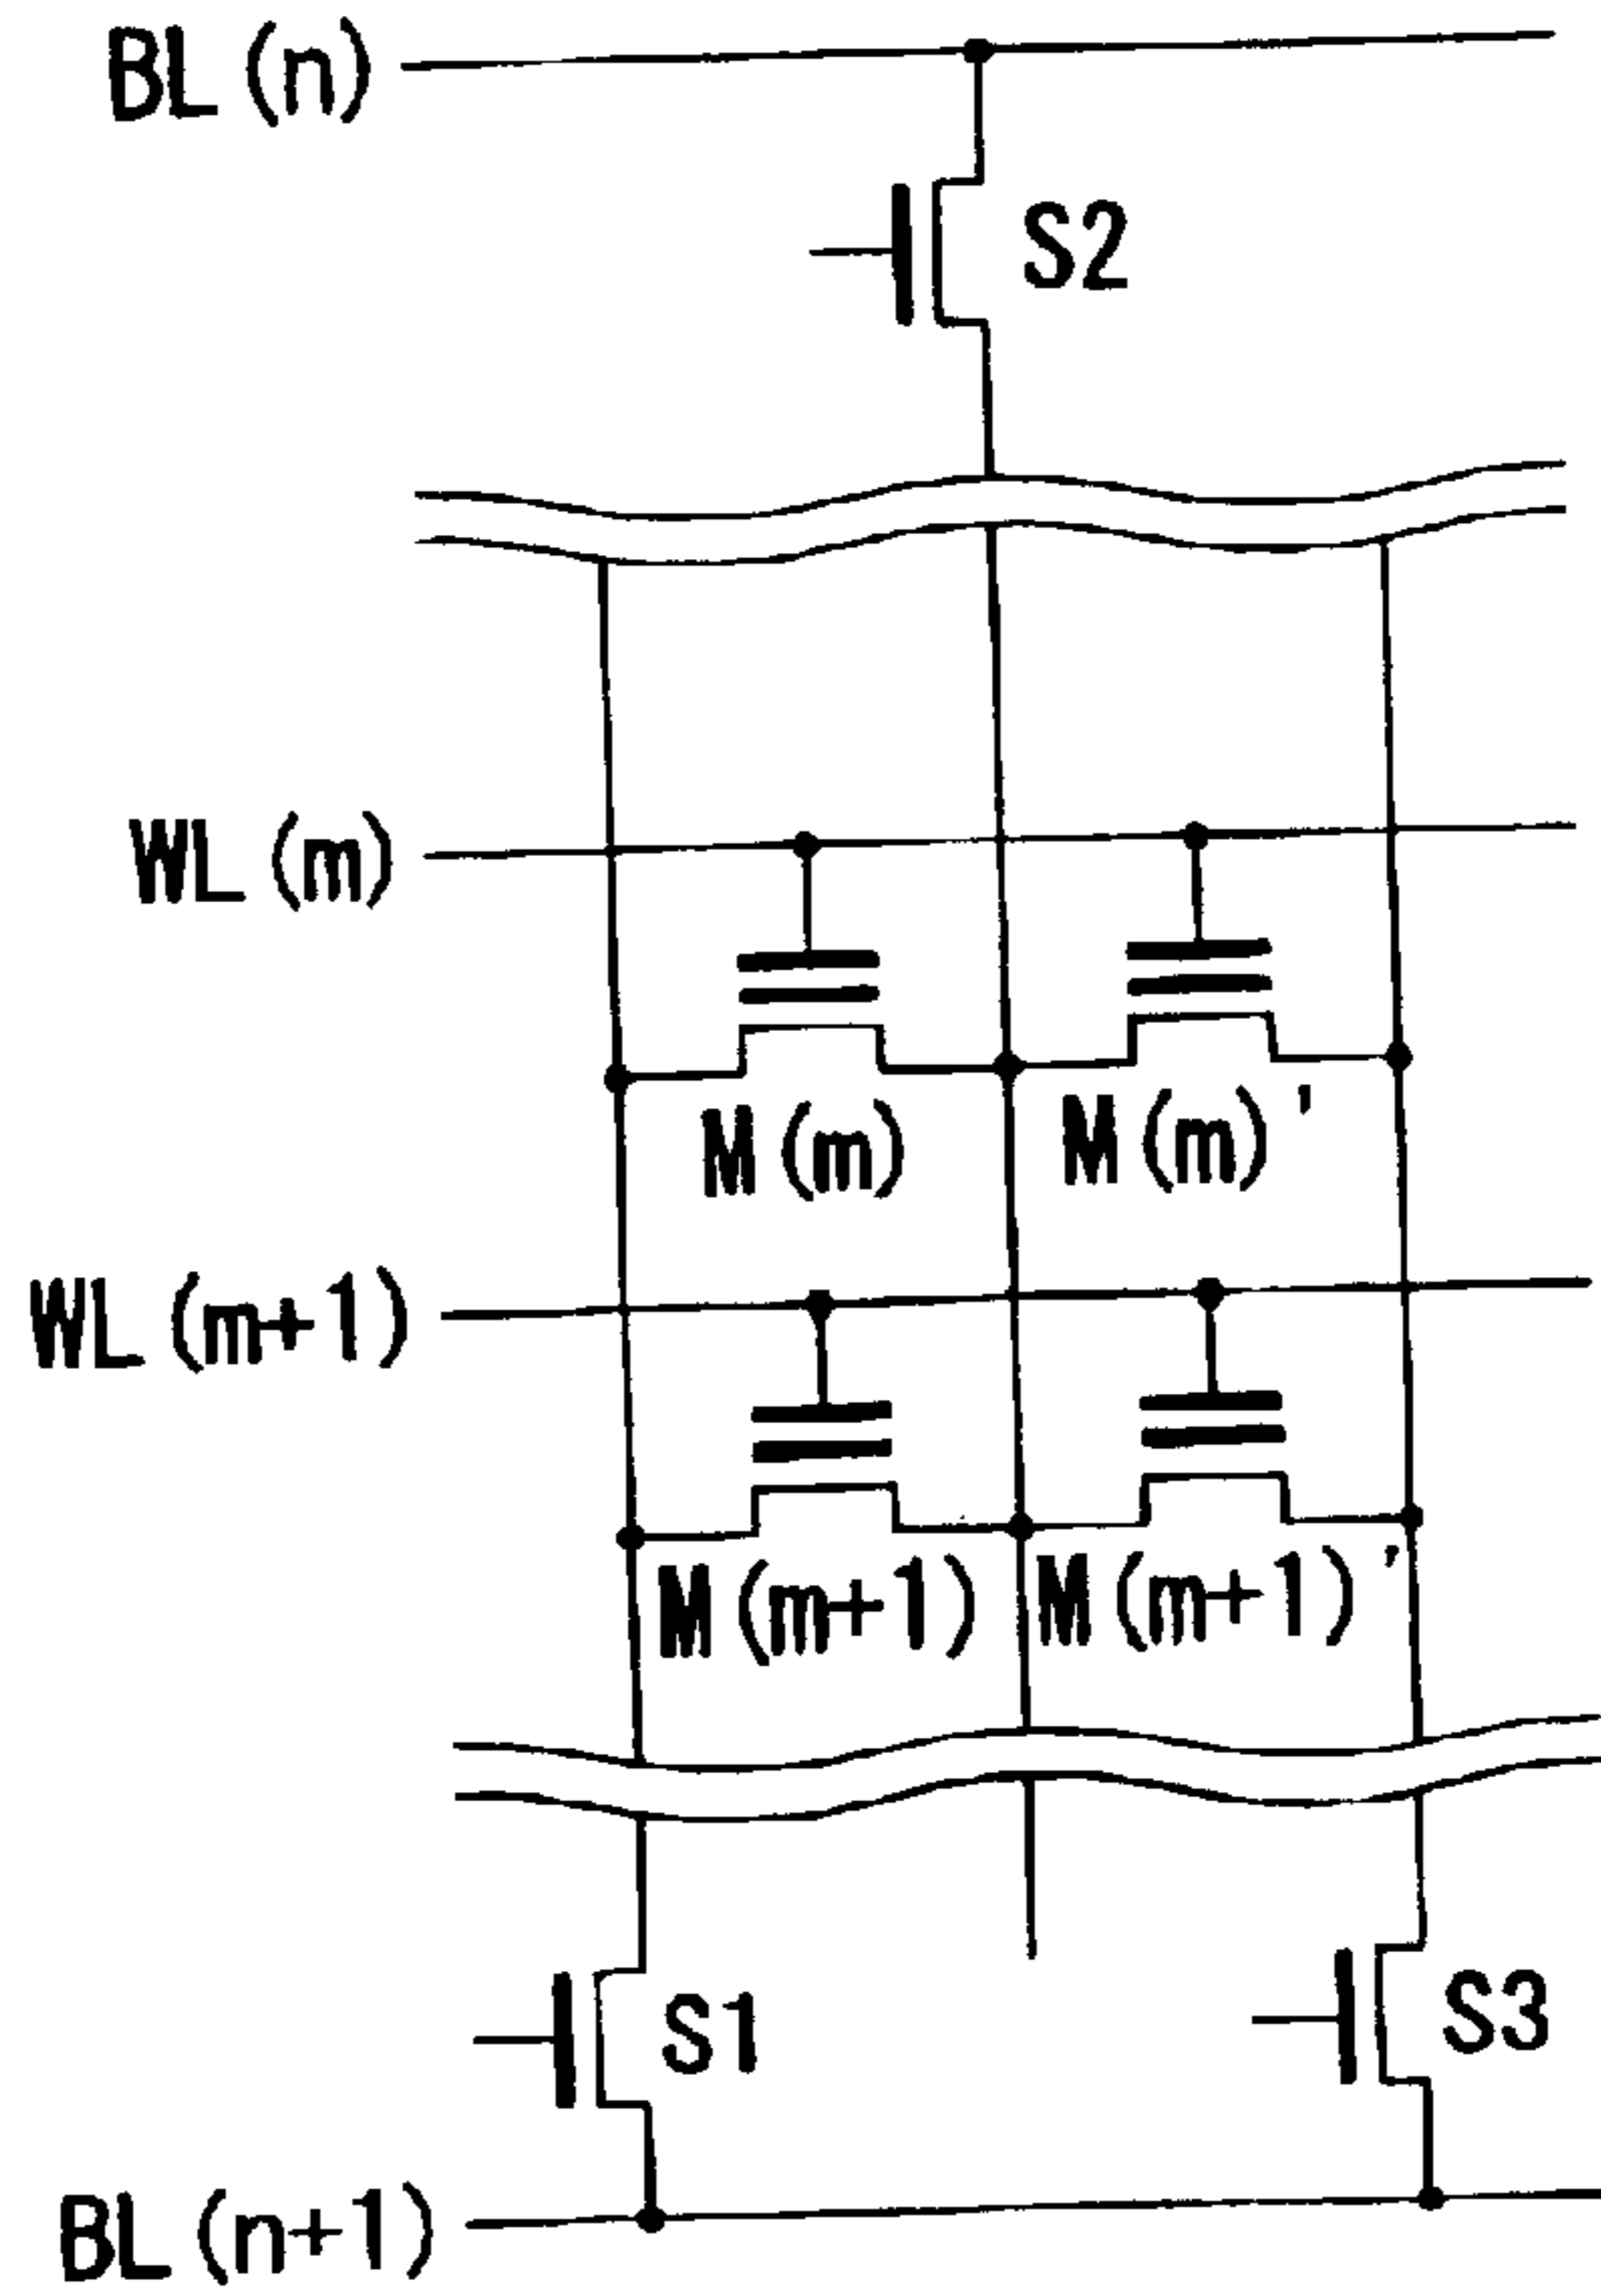 BL(n)
S2
WL(m)
M(m)
M(m)'
WL(m+1)
M(m+1)
M(m+1)'
S1
S3
BL(n+1)